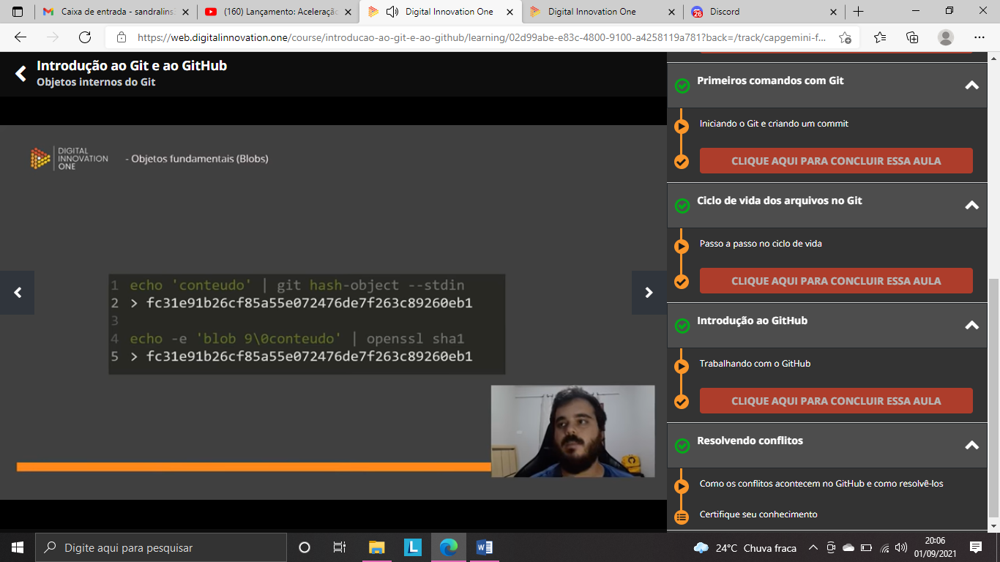 Caixa de entrada - sandralins
(160) Lançamento: Aceleração
Digital Innovation One
Digital Innovation One
26
Discord
https://web.digitalinnovation.one/course/introducao-ao-git-e-ao-github/learning/02d99abe-e83c-4800-9100-a4258119a781?back=/track/capgemini-f...
Introdução ao Git e ao GitHub
Objetos internos do Git
DIGITAL
INNOVATION
ONE
- Objetos fundamentais (Blobs)
1 echo 'conteudo' | git hash-object --stdin
2 > fc31e91b26cf85a55e072476de7f263c89260eb1
3
4 echo -e 'blob 9\0conteudo' | openssl sha1
5 > fc31e91b26cf85a55e072476de7f263c89260eb1
Primeiros comandos com Git
Iniciando o Git e criando um commit
CLIQUE AQUI PARA CONCLUIR ESSA AULA
Ciclo de vida dos arquivos no Git
Passo a passo no ciclo de vida
CLIQUE AQUI PARA CONCLUIR ESSA AULA
Introdução ao GitHub
Trabalhando com o GitHub
CLIQUE AQUI PARA CONCLUIR ESSA AULA
Resolvendo conflitos
Como os conflitos acontecem no GitHub e como resolvê-los
Certifique seu conhecimento
Digite aqui para pesquisar
L
24°C Chuva fraca
20:06
01/09/2021